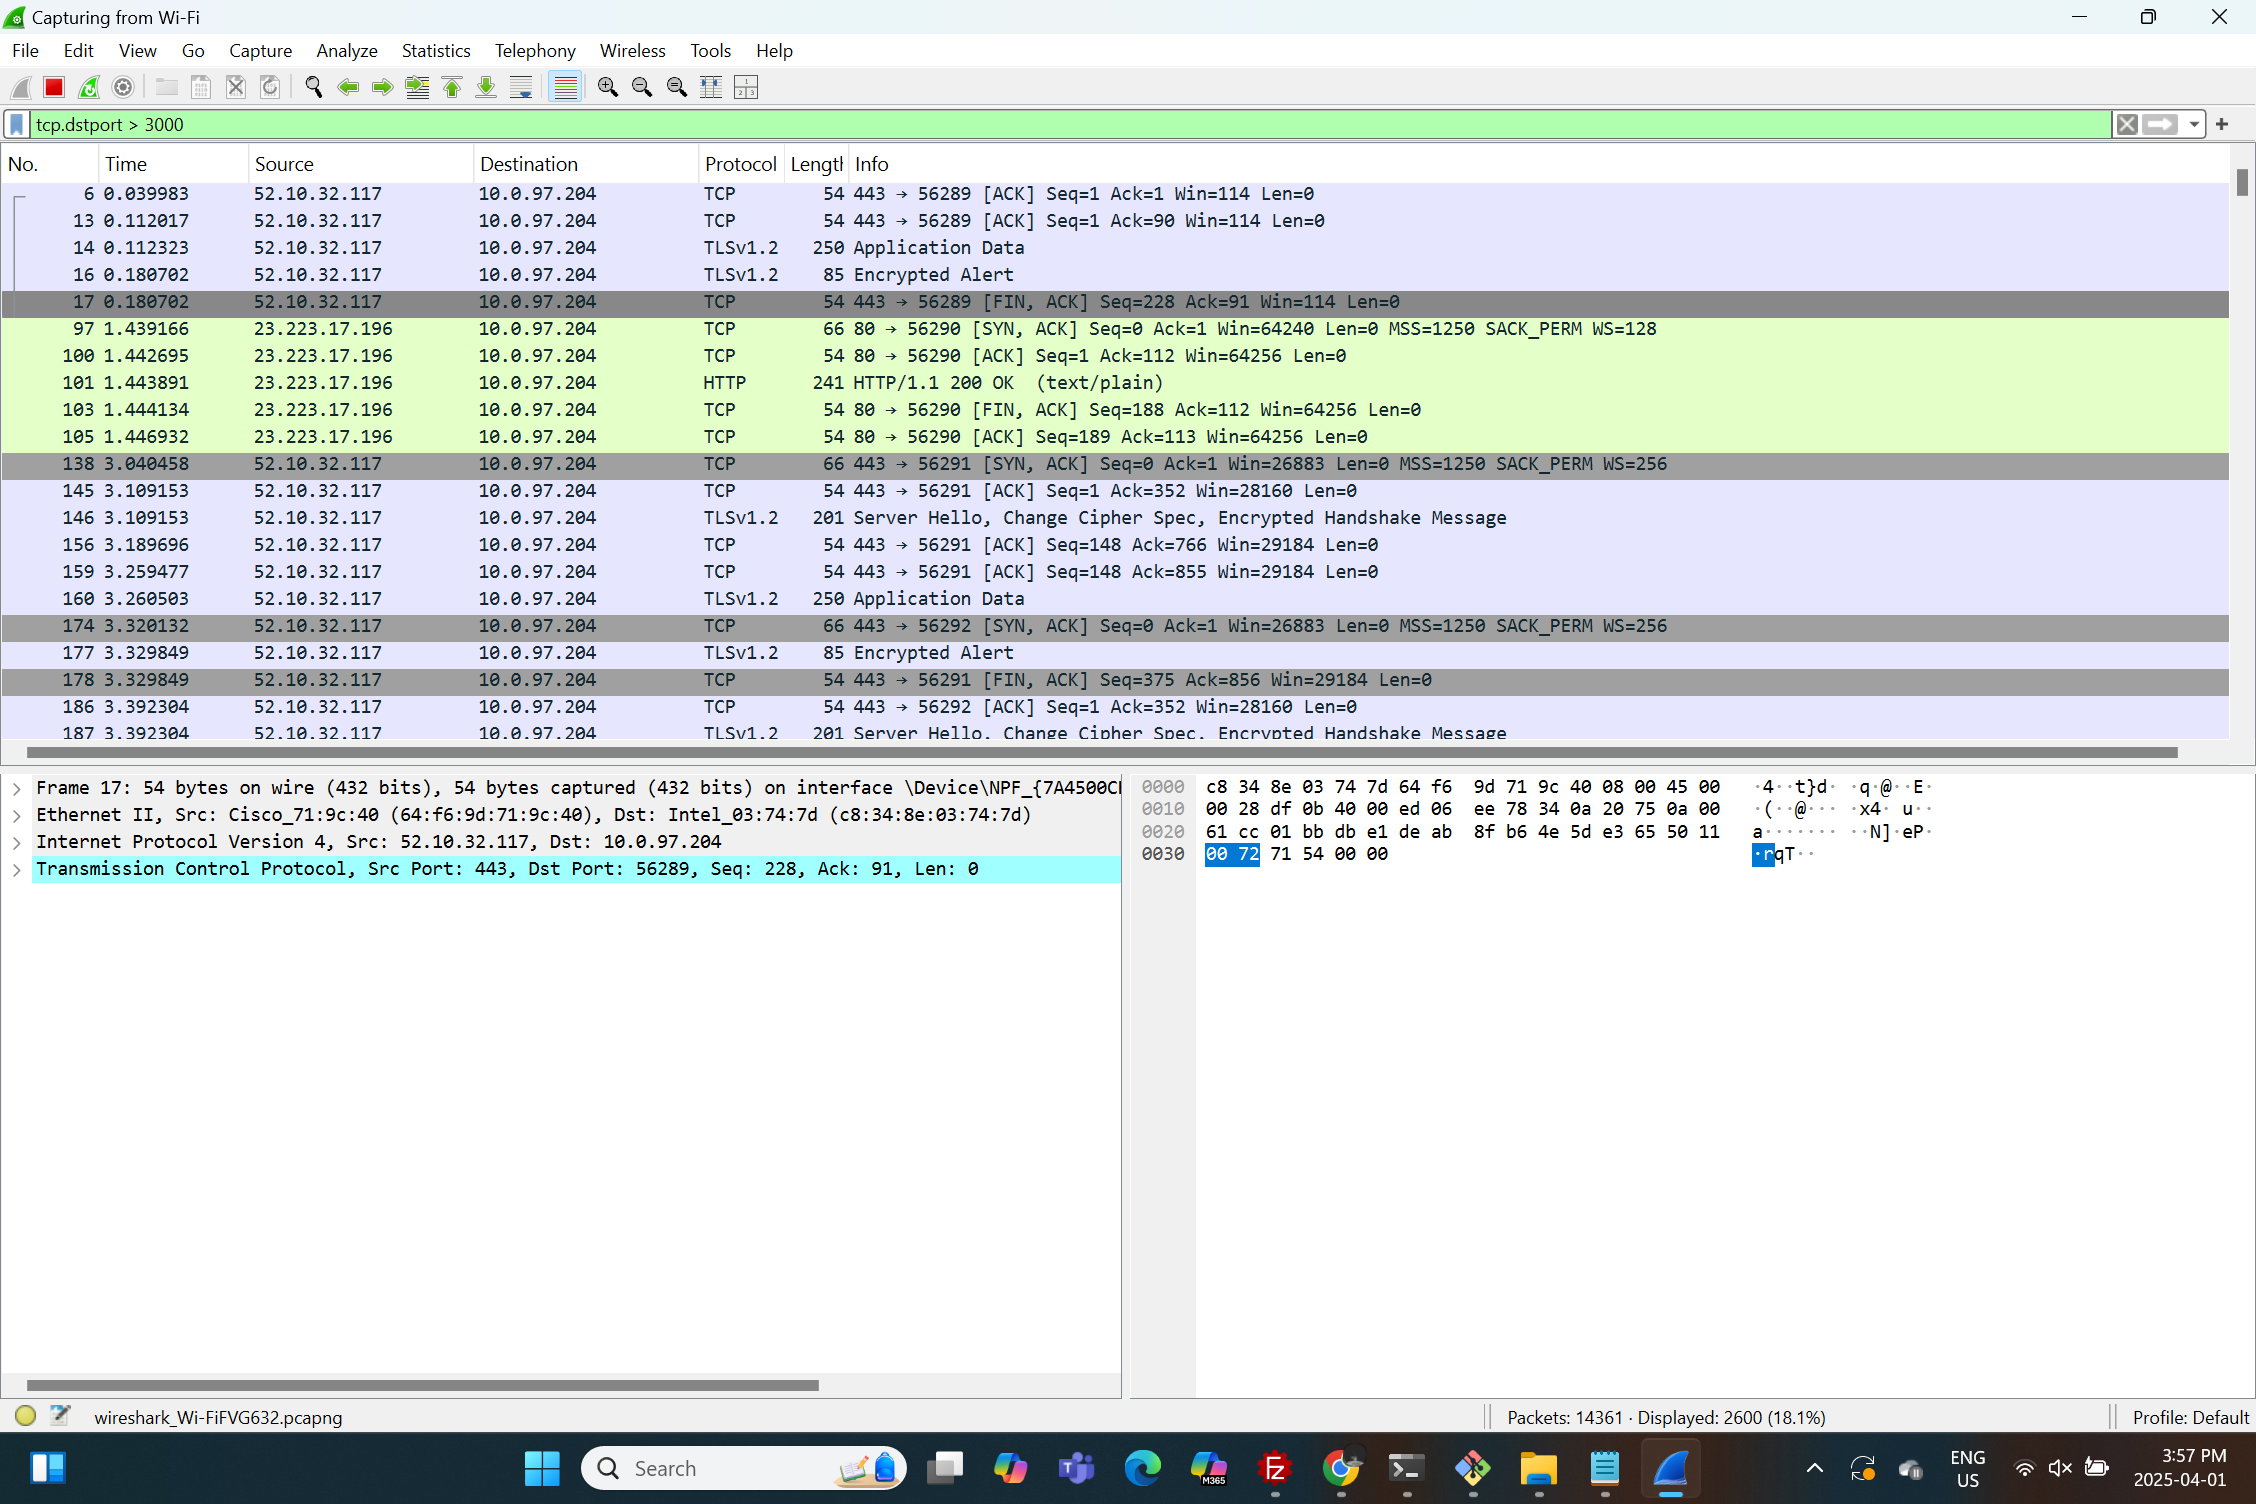 Capturing from Wi-Fi
File Edit View Go Capture Analyze Statistics Telephony Wireless Tools Help
tcp.dstport > 3000
No. Time Source Destination Protocol Length Info
6 0.039983 52.10.32.117 10.0.97.204 TCP 54 443 → 56289 [ACK] Seq=1 Ack=1 Win=114 Len=0
13 0.112017 52.10.32.117 10.0.97.204 TCP 54 443 → 56289 [ACK] Seq=1 Ack=90 Win=114 Len=0
14 0.112323 52.10.32.117 10.0.97.204 TLSv1.2 250 Application Data
16 0.180702 52.10.32.117 10.0.97.204 TLSv1.2 85 Encrypted Alert
17 0.180702 52.10.32.117 10.0.97.204 TCP 54 443 → 56289 [FIN, ACK] Seq=228 Ack=91 Win=114 Len=0
97 1.439166 23.223.17.196 10.0.97.204 TCP 66 80 → 56290 [SYN, ACK] Seq=0 Ack=1 Win=64240 Len=0 MSS=1250 SACK_PERM WS=128
100 1.442695 23.223.17.196 10.0.97.204 TCP 54 80 → 56290 [ACK] Seq=1 Ack=112 Win=64256 Len=0
101 1.443891 23.223.17.196 10.0.97.204 HTTP 241 HTTP/1.1 200 OK (text/plain)
103 1.444134 23.223.17.196 10.0.97.204 TCP 54 80 → 56290 [FIN, ACK] Seq=188 Ack=112 Win=64256 Len=0
105 1.446932 23.223.17.196 10.0.97.204 TCP 54 80 → 56290 [ACK] Seq=189 Ack=113 Win=64256 Len=0
138 3.040458 52.10.32.117 10.0.97.204 TCP 66 443 → 56291 [SYN, ACK] Seq=0 Ack=1 Win=26883 Len=0 MSS=1250 SACK_PERM WS=256
145 3.109153 52.10.32.117 10.0.97.204 TCP 54 443 → 56291 [ACK] Seq=1 Ack=352 Win=28160 Len=0
146 3.109153 52.10.32.117 10.0.97.204 TLSv1.2 201 Server Hello, Change Cipher Spec, Encrypted Handshake Message
156 3.189696 52.10.32.117 10.0.97.204 TCP 54 443 → 56291 [ACK] Seq=148 Ack=766 Win=29184 Len=0
159 3.259477 52.10.32.117 10.0.97.204 TCP 54 443 → 56291 [ACK] Seq=148 Ack=855 Win=29184 Len=0
160 3.260503 52.10.32.117 10.0.97.204 TLSv1.2 250 Application Data
174 3.320132 52.10.32.117 10.0.97.204 TCP 66 443 → 56292 [SYN, ACK] Seq=0 Ack=1 Win=26883 Len=0 MSS=1250 SACK_PERM WS=256
177 3.329849 52.10.32.117 10.0.97.204 TLSv1.2 85 Encrypted Alert
178 3.329849 52.10.32.117 10.0.97.204 TCP 54 443 → 56291 [FIN, ACK] Seq=375 Ack=856 Win=29184 Len=0
186 3.392304 52.10.32.117 10.0.97.204 TCP 54 443 → 56292 [ACK] Seq=1 Ack=352 Win=28160 Len=0
187 3.392304 52.10.32.117 10.0.97.204 TLSv1.2 201 Server Hello, Change Cipher Spec, Encrypted Handshake Message
Frame 17: 54 bytes on wire (432 bits), 54 bytes captured (432 bits) on interface \Device\NPF_{7A4500C
Ethernet II, Src: Cisco_71:9c:40 (64:f6:9d:71:9c:40), Dst: Intel_03:74:7d (c8:34:8e:03:74:7d)
Internet Protocol Version 4, Src: 52.10.32.117, Dst: 10.0.97.204
Transmission Control Protocol, Src Port: 443, Dst Port: 56289, Seq: 228, Ack: 91, Len: 0
0000 c8 34 8e 03 74 7d 64 f6 9d 71 9c 40 08 00 45 00 ·4··t}d· ·q·@··E·
0010 00 28 df 0b 40 00 ed 06 ee 78 34 0a 20 75 0a 00 ·(··@··· ·x4· u··
0020 61 cc 01 bb db e1 de ab 8f b6 4e 5d e3 65 50 11 a······· ··N]·eP·
0030 00 72 71 54 00 00 ·rqT··
wireshark_Wi-FiFVG632.pcapng
Packets: 14361 · Displayed: 2600 (18.1%)
Profile: Default
Search
M365
ENG
US
3:57 PM
2025-04-01